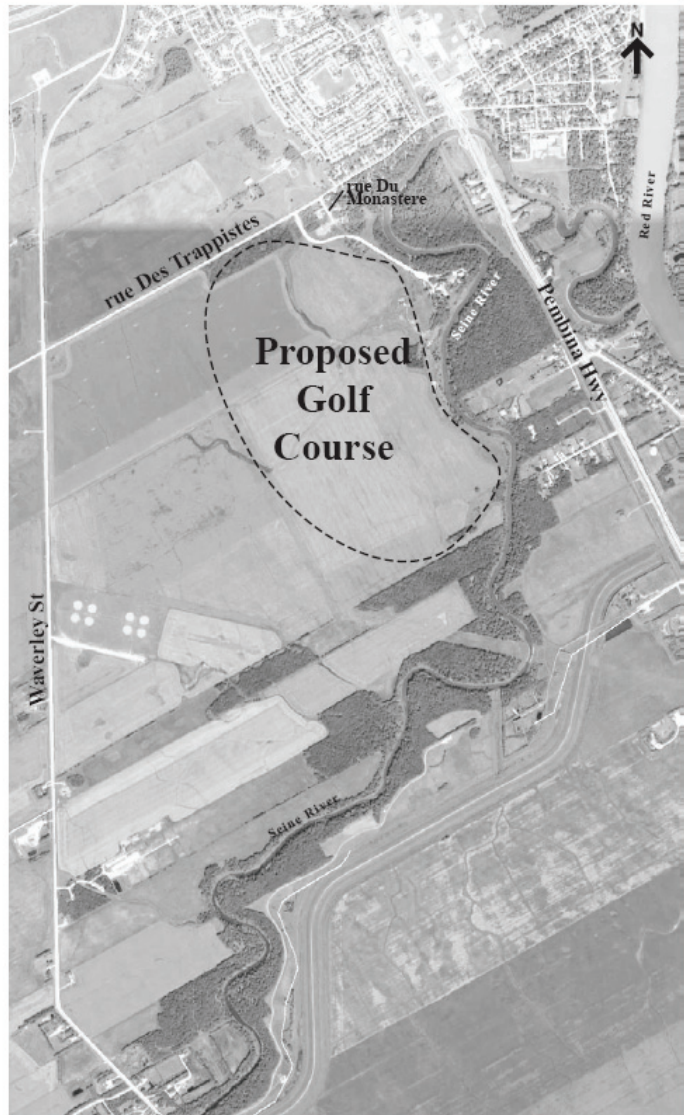 N
Red River
rue Du
Monastere
rue Des Trappistes
Seine River
Pembina Hwy
Proposed
Golf
Course
Waverley St
Seine River